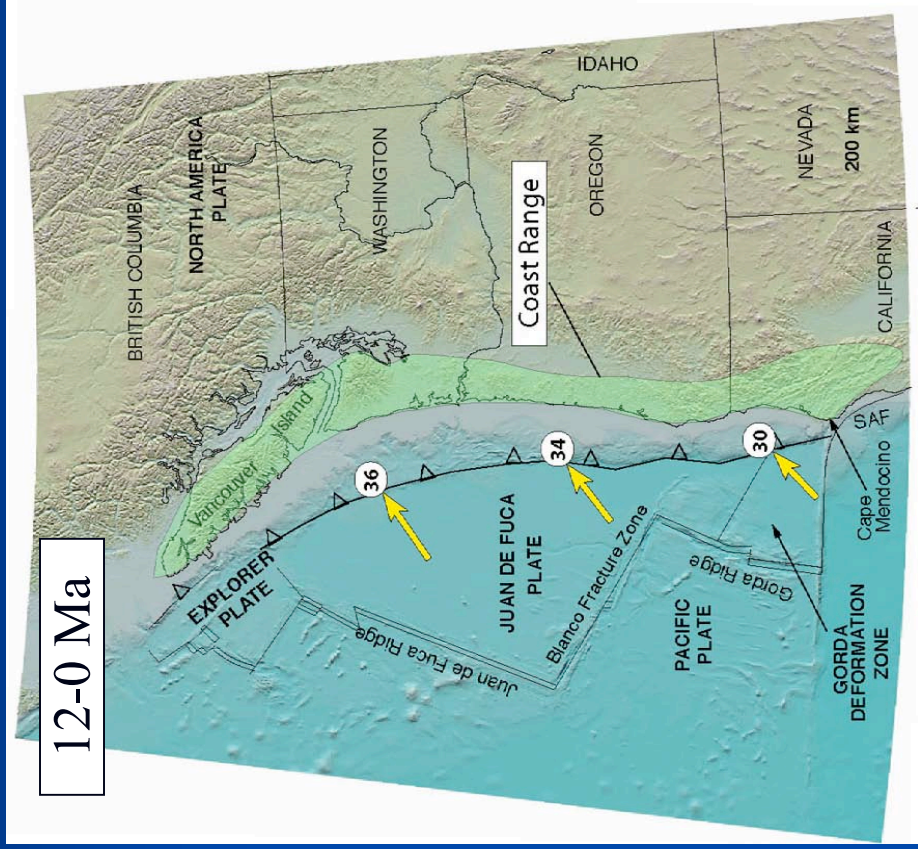 12-0 Ma
BRITISH COLUMBIA
NORTH AMERICA
PLATE
Vancouver
Island
WASHINGTON
IDAHO
EXPLORER
PLATE
36
34
30
Coast Range
OREGON
JUAN DE FUCA
PLATE
Juan de Fuca Ridge
Blanco Fracture Zone
PACIFIC
PLATE
Gorda Ridge
GORDA
DEFORMATION
ZONE
Cape
Mendocino
SAF
CALIFORNIA
NEVADA
200 km